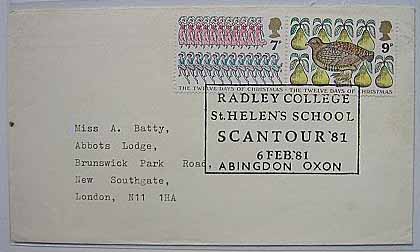 7P
9P
THE TWELVE DAYS OF CHRISTMAS
THE TWELVE DAYS OF CHRISTMAS
RADLEY COLLEGE
St. HELEN'S SCHOOL
SCANTOUR '81
6 FEB.'81
ABINGDON OXON
Miss A. Batty,
Abbots Lodge,
Brunswick Park Road,
New Southgate,
London, N11 1HA